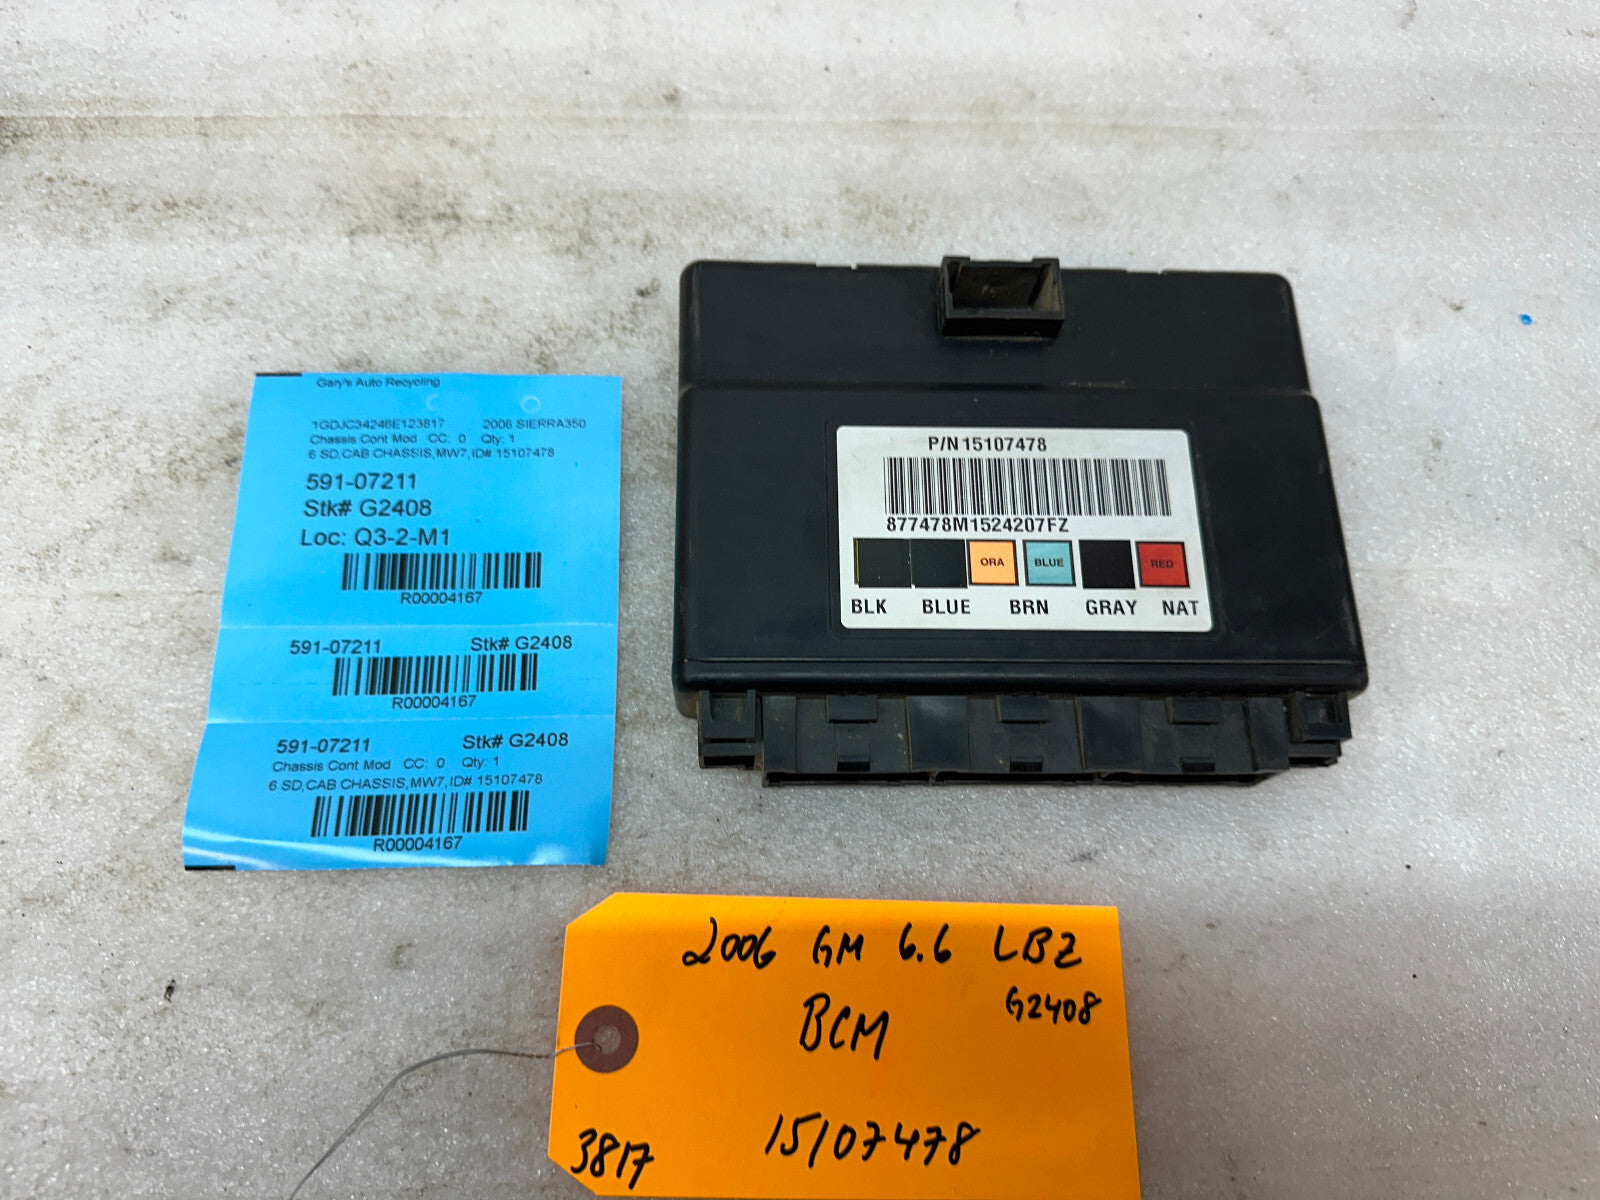 Gary's Auto Recycling
1GDJC34246E123817 2006 SIERRA350
Chassis Cont Mod CC: 0 Qty: 1
6 SD,CAB CHASSIS,MW7,ID# 15107478
591-07211
Stk# G2408
Loc: Q3-2-M1
R00004167
591-07211 Stk# G2408
R00004167
591-07211 Stk# G2408
Chassis Cont Mod CC: 0 Qty: 1
6 SD,CAB CHASSIS,MW7,ID# 15107478
R00004167
P/N 15107478
877478M1524207FZ
ORA BLUE RED
BLK BLUE BRN GRAY NAT
2006 GM 6.6 LBZ
G2408
BCM
15107478
3817